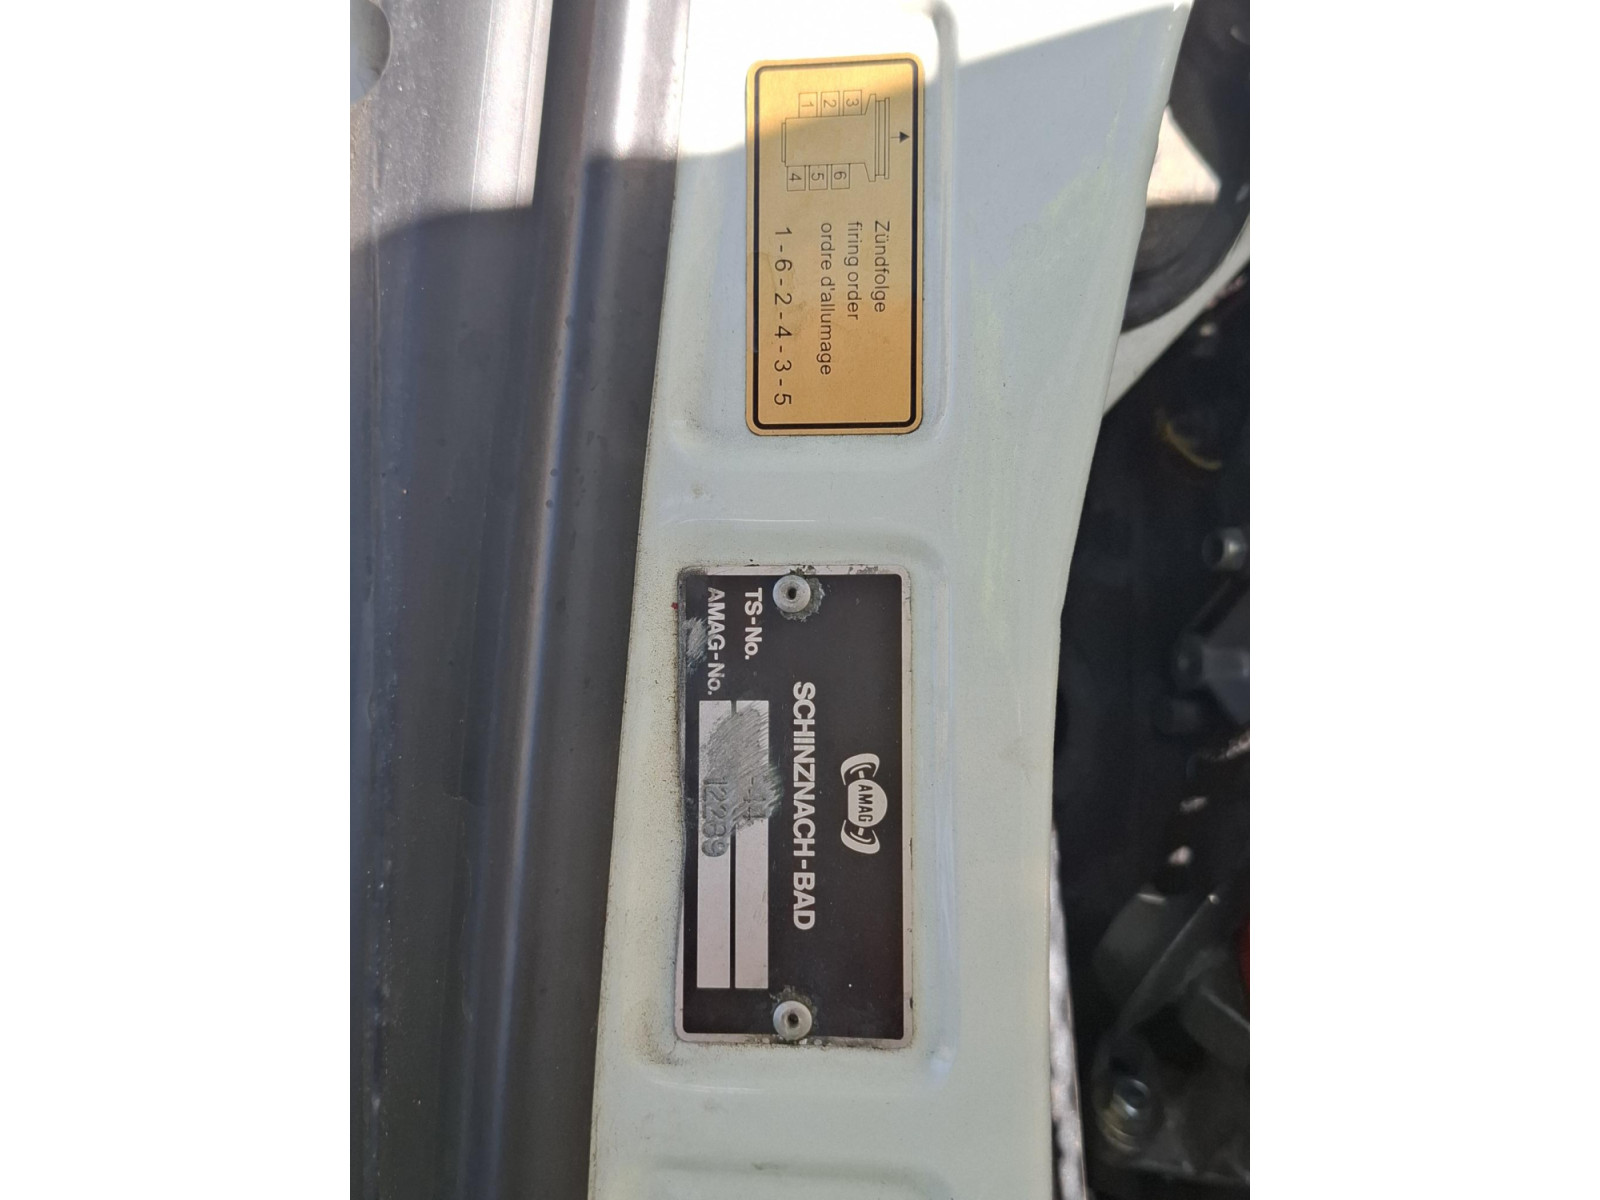 3
2
1
6
5
4
Zündfolge
firing order
ordre d'allumage
1-6-2-4-3-5
AMAG
SCHINZNACH-BAD
TS-No.
AMAG-No. 12289